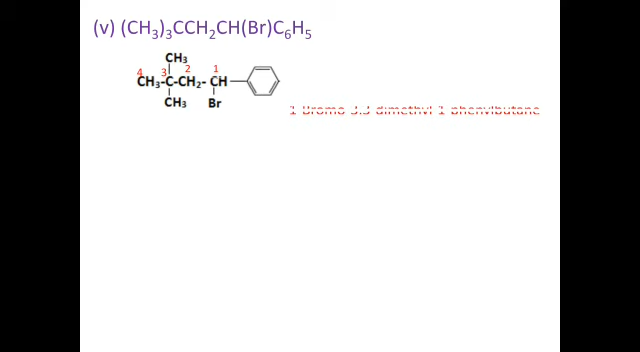 (v) (CH₃)₃CCH₂CH(Br)C₆H₅
CH₃
4 3 2 1
CH₃-C-CH₂-CH
CH₃ Br
1 Bromo 3,3 dimethyl 1 phenylbutane